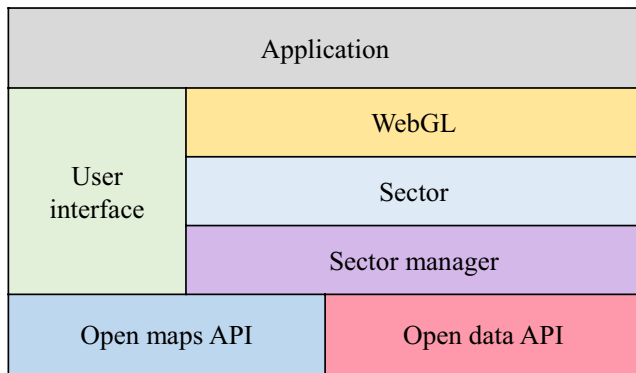 Application
WebGL
User
interface
Sector
Sector manager
Open maps API
Open data API